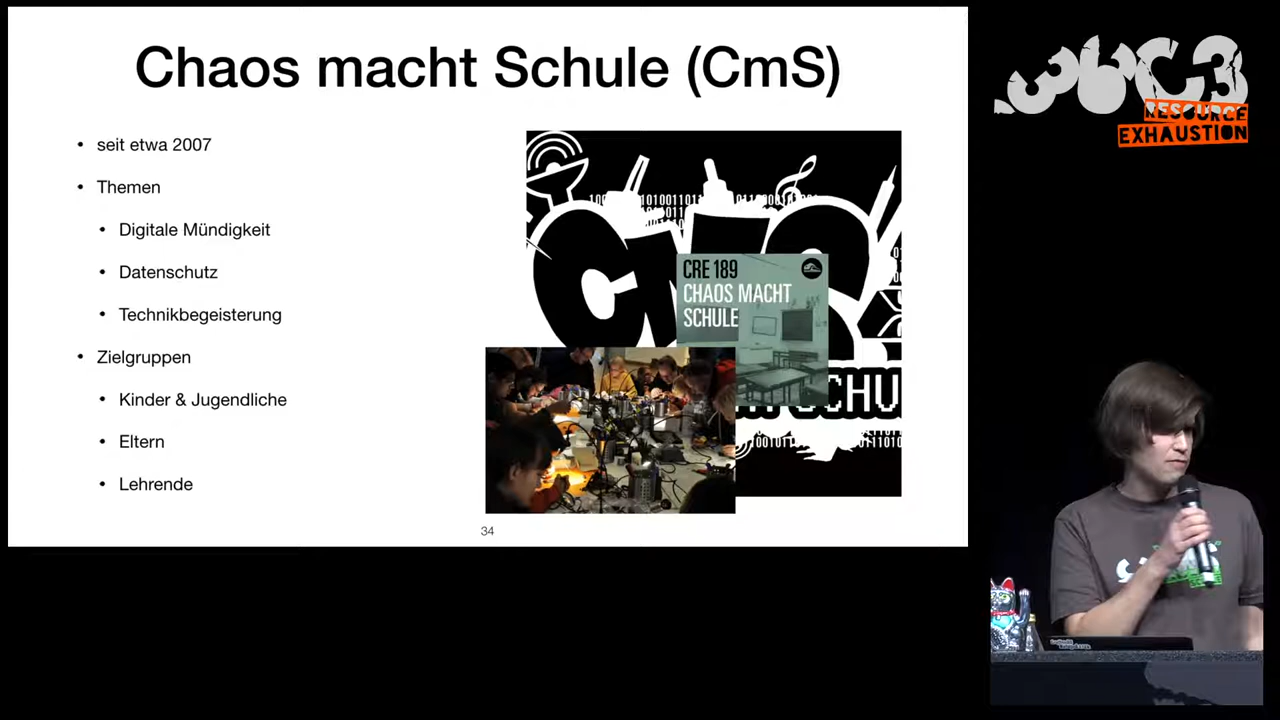 Chaos macht Schule (CmS)
• seit etwa 2007
• Themen
• Digitale Mündigkeit
• Datenschutz
• Technikbegeisterung
• Zielgruppen
• Kinder & Jugendliche
• Eltern
• Lehrende
CRE 189
CHAOS MACHT
SCHULE
34
36C3
RESOURCE
EXHAUSTION